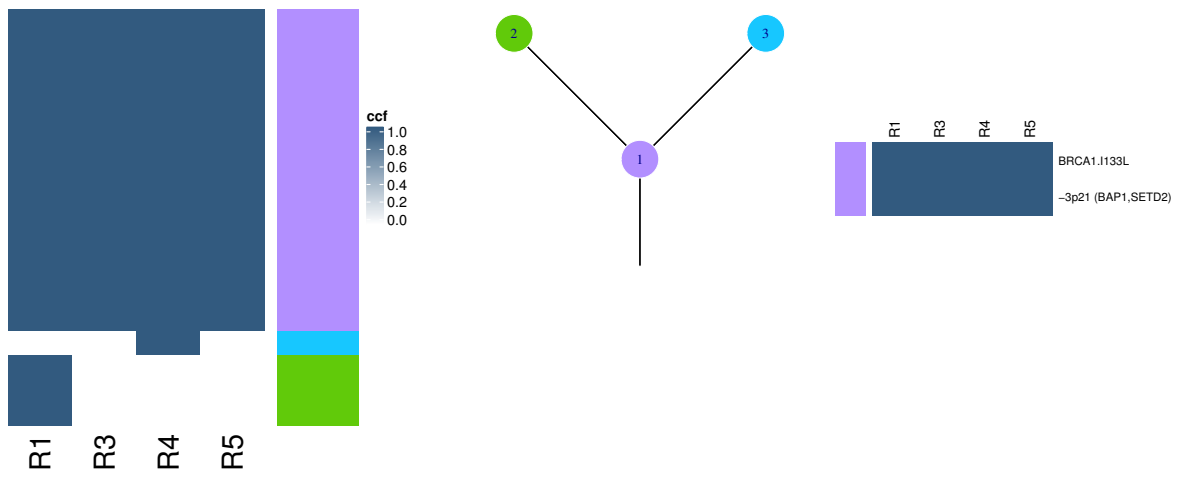 R1
R3
R4
R5
ccf
1.0
0.8
0.6
0.4
0.2
0.0
2
3
1
R1
R3
R4
R5
BRCA1.I133L
−3p21 (BAP1,SETD2)